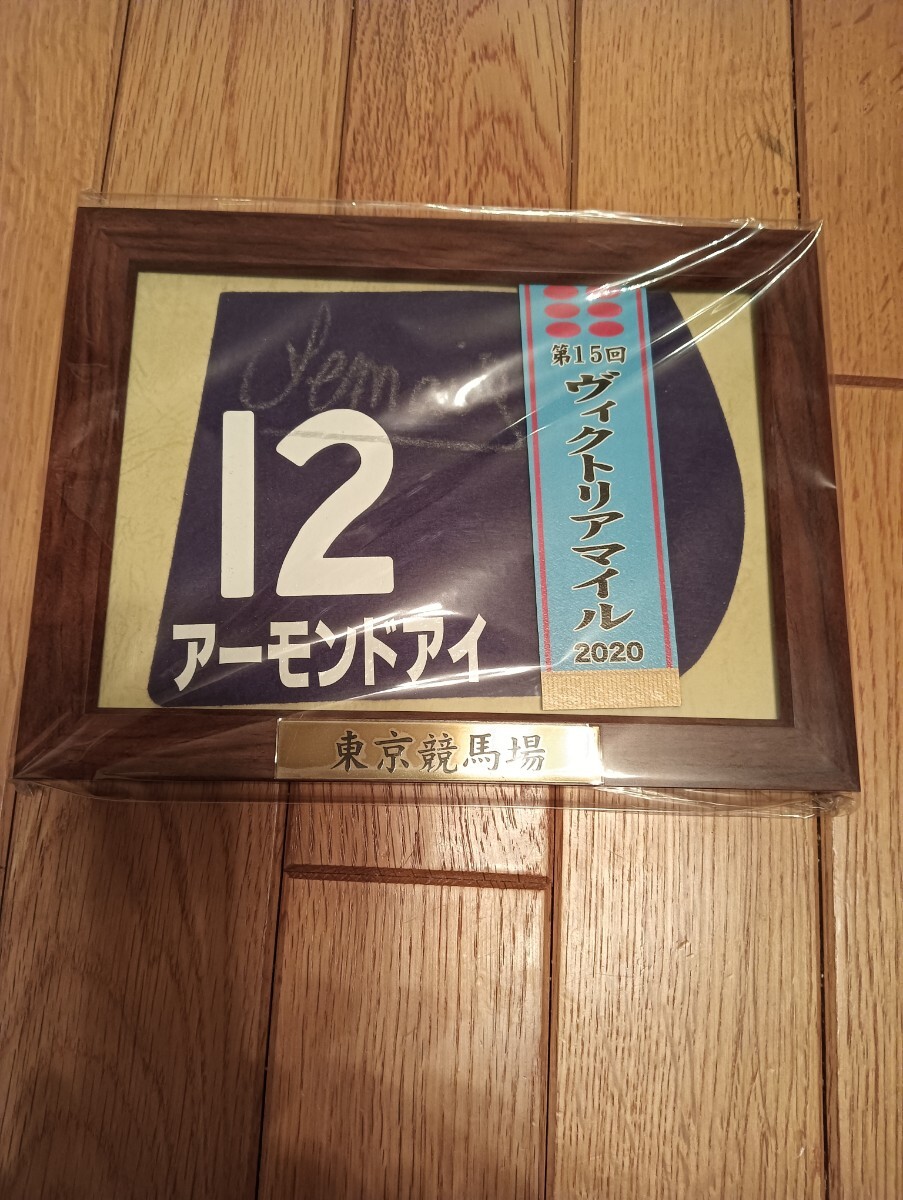 12
アーモンドアイ
第15回
ヴィクトリアマイル
2020
東京競馬場